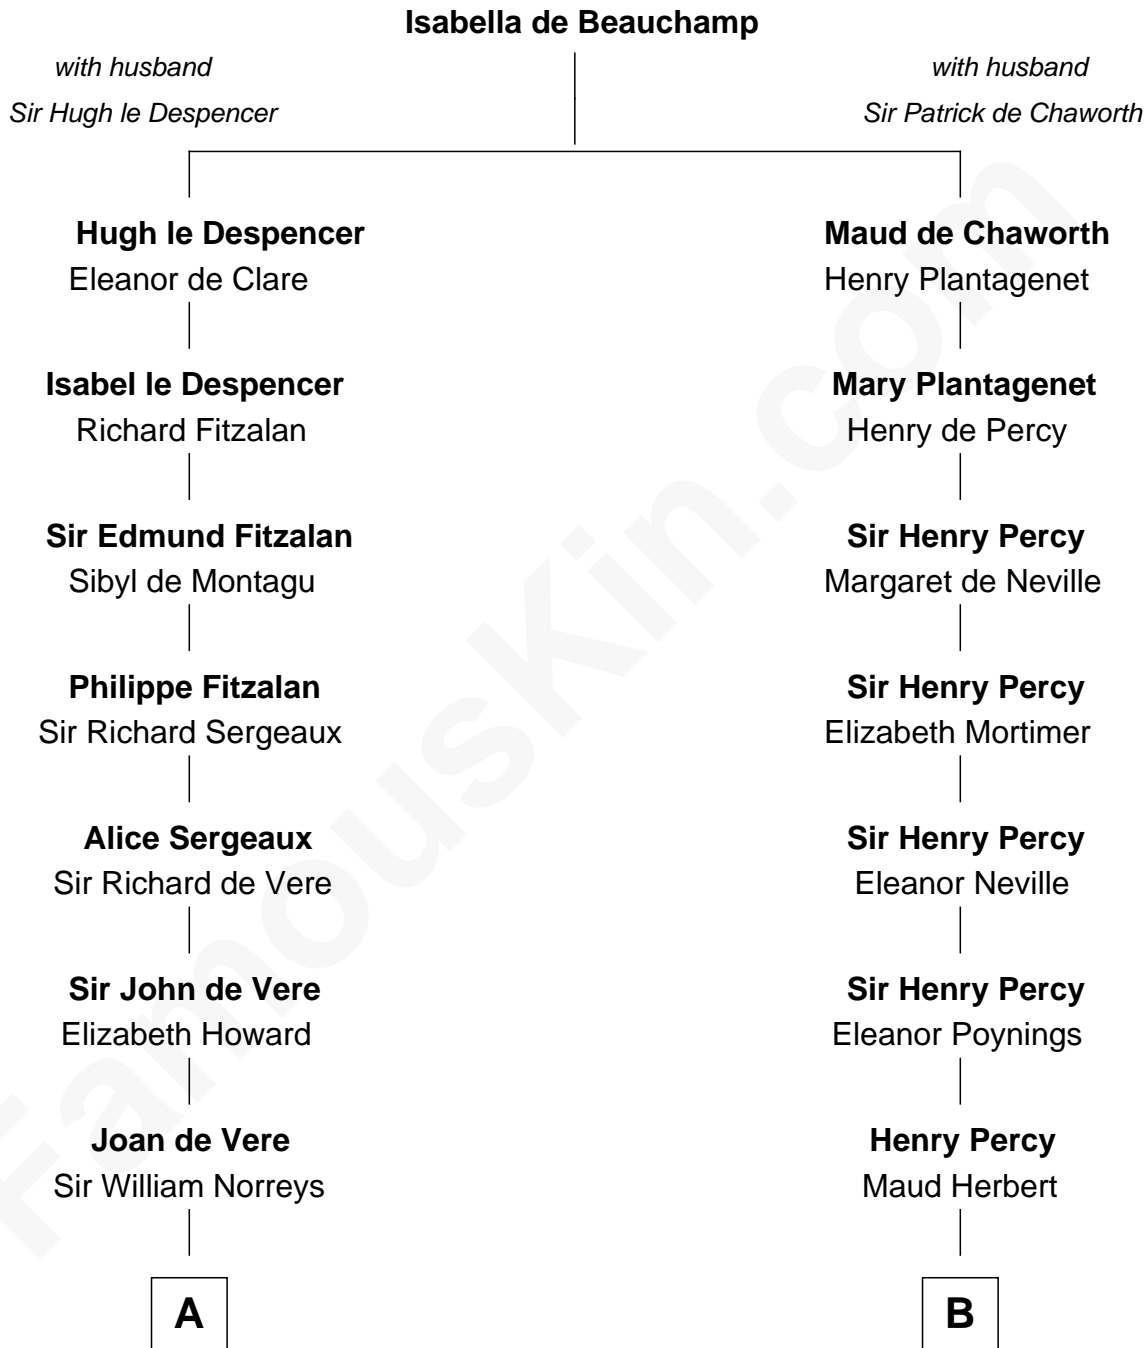 Isabella de Beauchamp
with husband
Sir Hugh le Despencer
with husband
Sir Patrick de Chaworth
Hugh le Despencer
Eleanor de Clare
Maud de Chaworth
Henry Plantagenet
Isabel le Despencer
Richard Fitzalan
Mary Plantagenet
Henry de Percy
Sir Edmund Fitzalan
Sibyl de Montagu
Sir Henry Percy
Margaret de Neville
Philippe Fitzalan
Sir Richard Sergeaux
Sir Henry Percy
Elizabeth Mortimer
Alice Sergeaux
Sir Richard de Vere
Sir Henry Percy
Eleanor Neville
Sir John de Vere
Elizabeth Howard
Sir Henry Percy
Eleanor Poynings
Joan de Vere
Sir William Norreys
Henry Percy
Maud Herbert
A
B
FamousKin.com